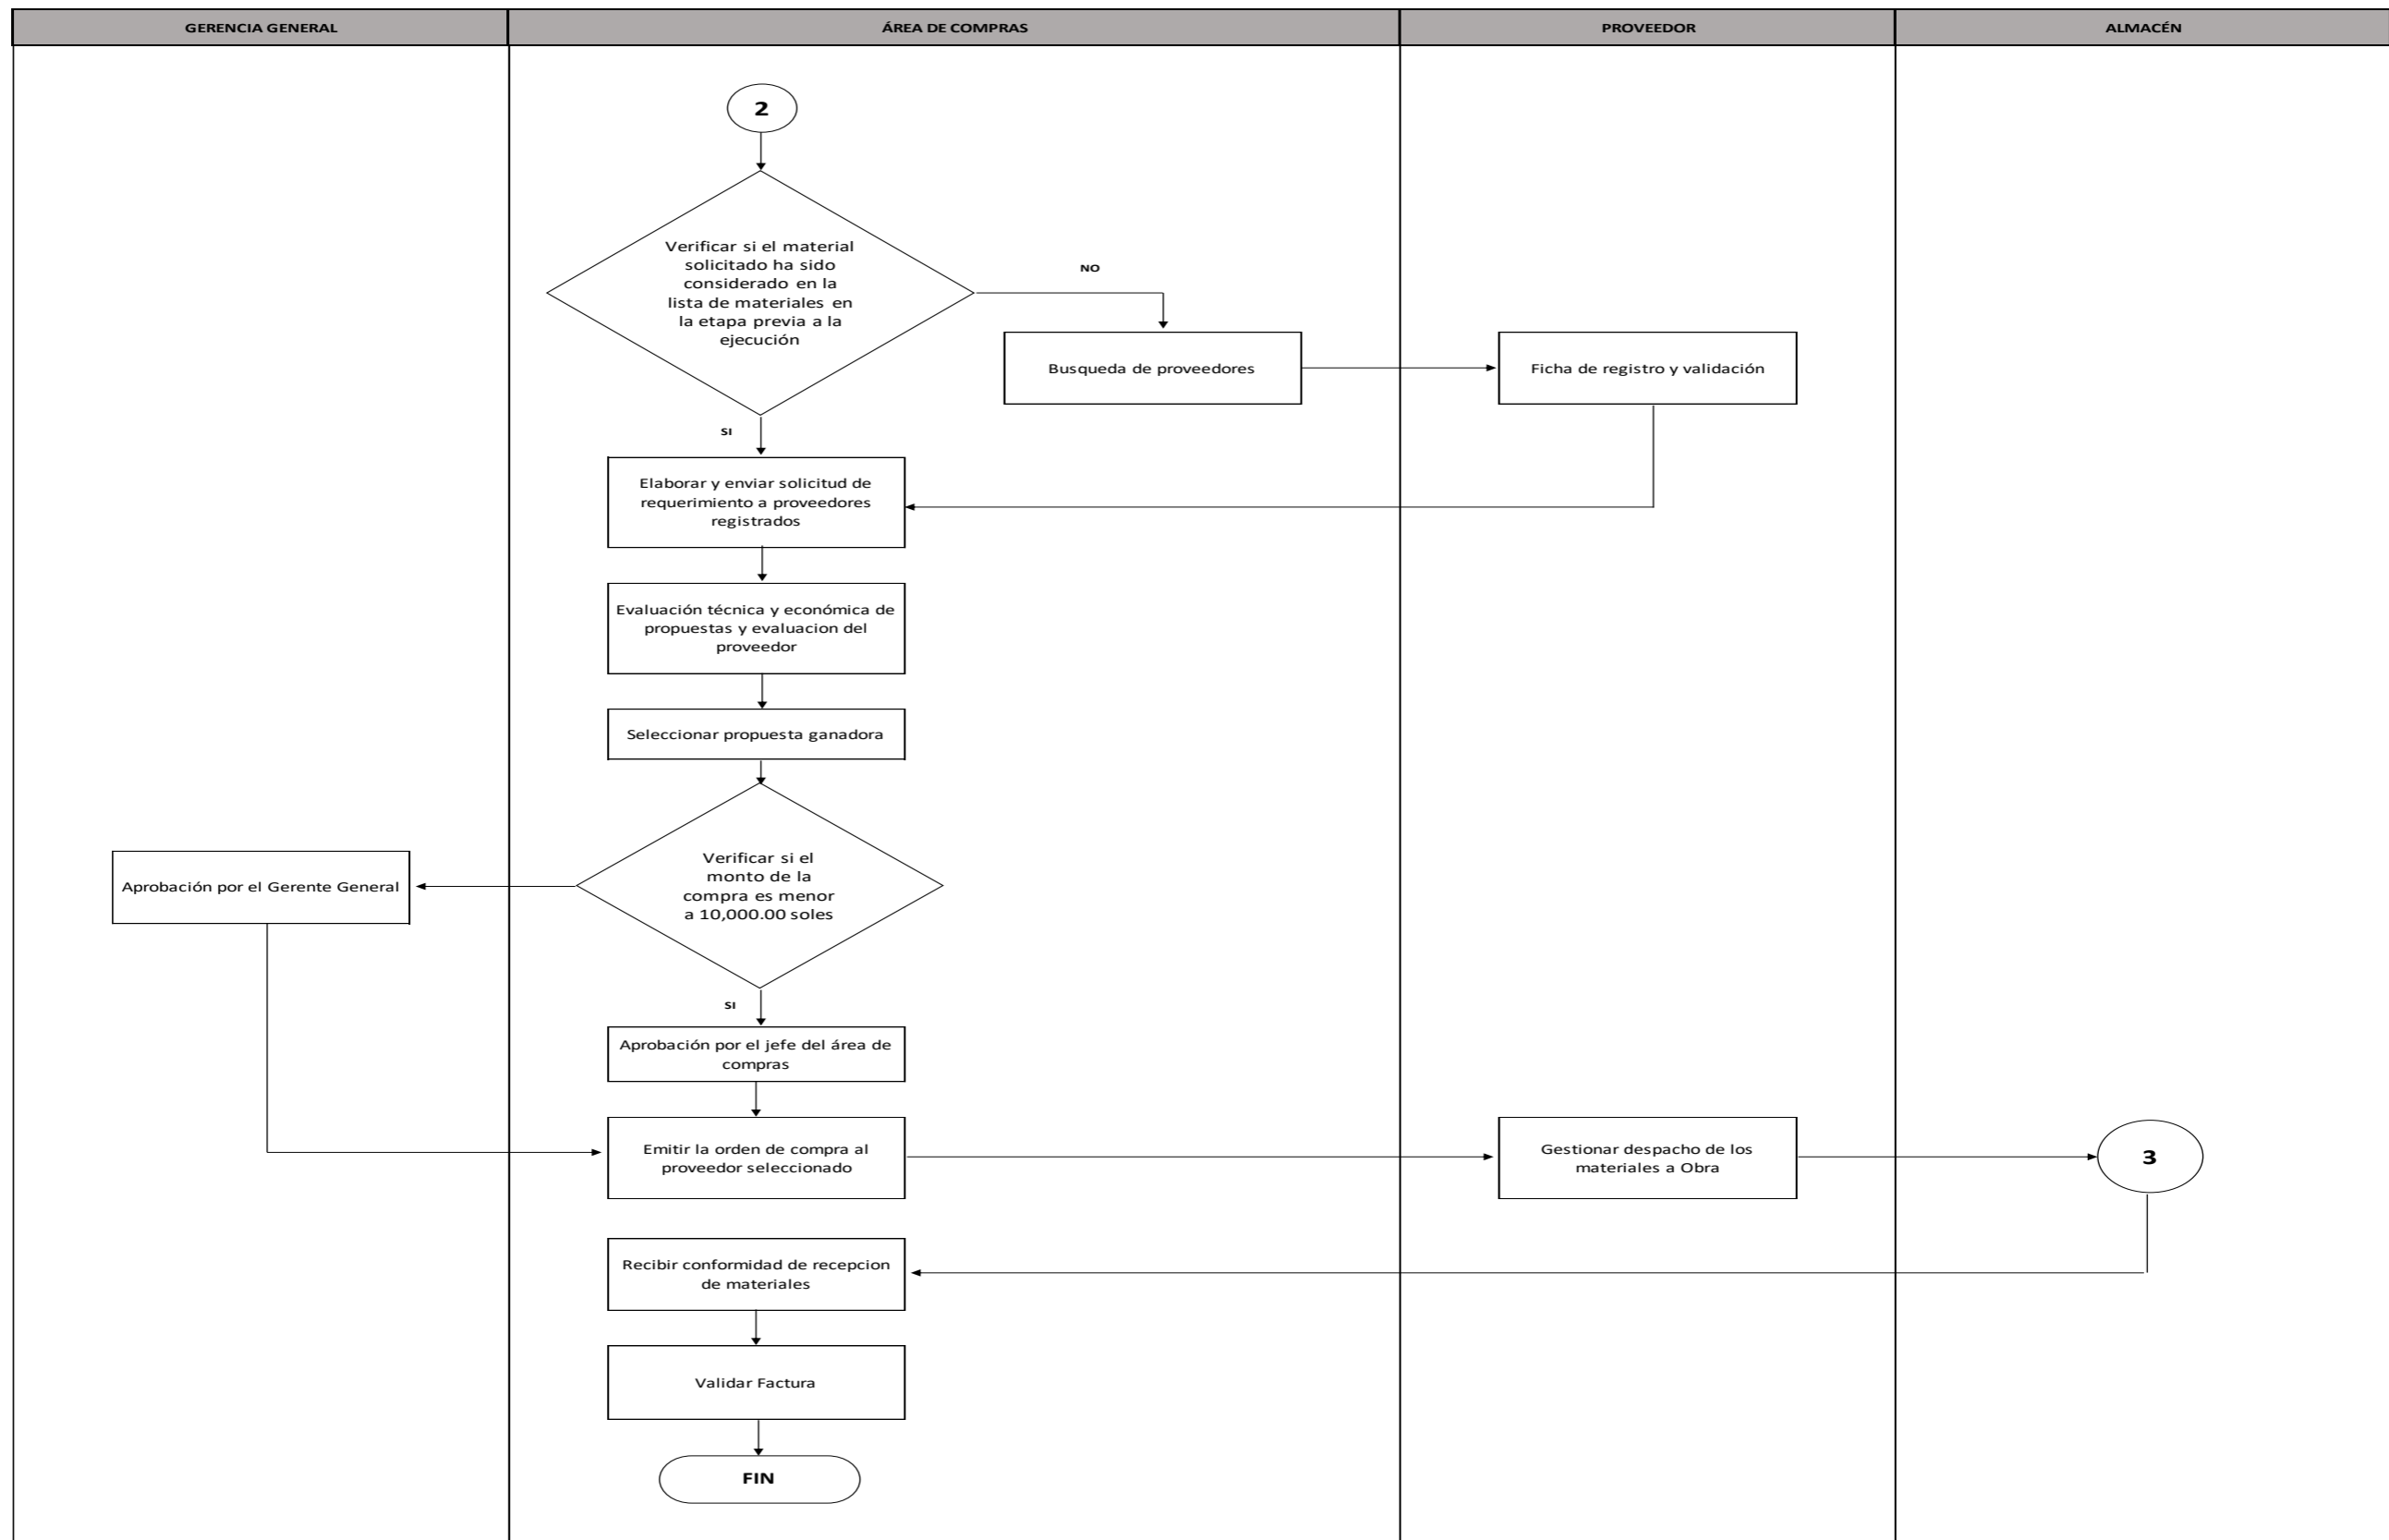 GERENCIA GENERAL
ÁREA DE COMPRAS
PROVEEDOR
ALMACÉN
2
Verificar si el material
solicitado ha sido
considerado en la
lista de materiales en
la etapa previa a la
ejecución
NO
Busqueda de proveedores
Ficha de registro y validación
SI
Elaborar y enviar solicitud de
requerimiento a proveedores
registrados
Evaluación técnica y económica de
propuestas y evaluacion del
proveedor
Seleccionar propuesta ganadora
Verificar si el
monto de la
compra es menor
a 10,000.00 soles
Aprobación por el Gerente General
SI
Aprobación por el jefe del área de
compras
Emitir la orden de compra al
proveedor seleccionado
Gestionar despacho de los
materiales a Obra
3
Recibir conformidad de recepcion
de materiales
Validar Factura
FIN